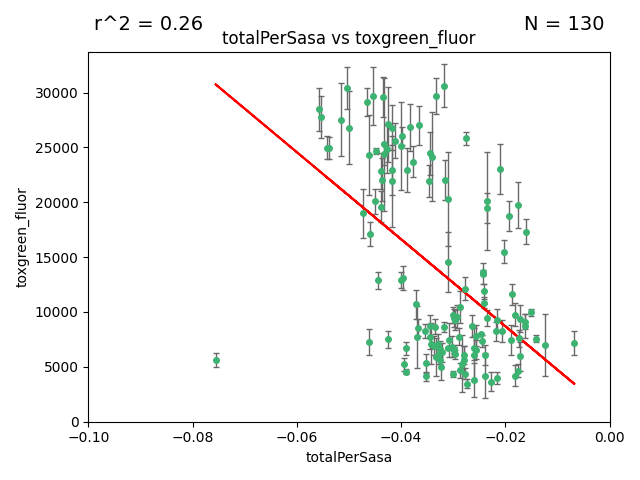 r^2 = 0.26
N = 130
totalPerSasa vs toxgreen_fluor
toxgreen_fluor
30000
25000
20000
15000
10000
5000
0
−0.10
−0.08
−0.06
−0.04
−0.02
0.00
totalPerSasa